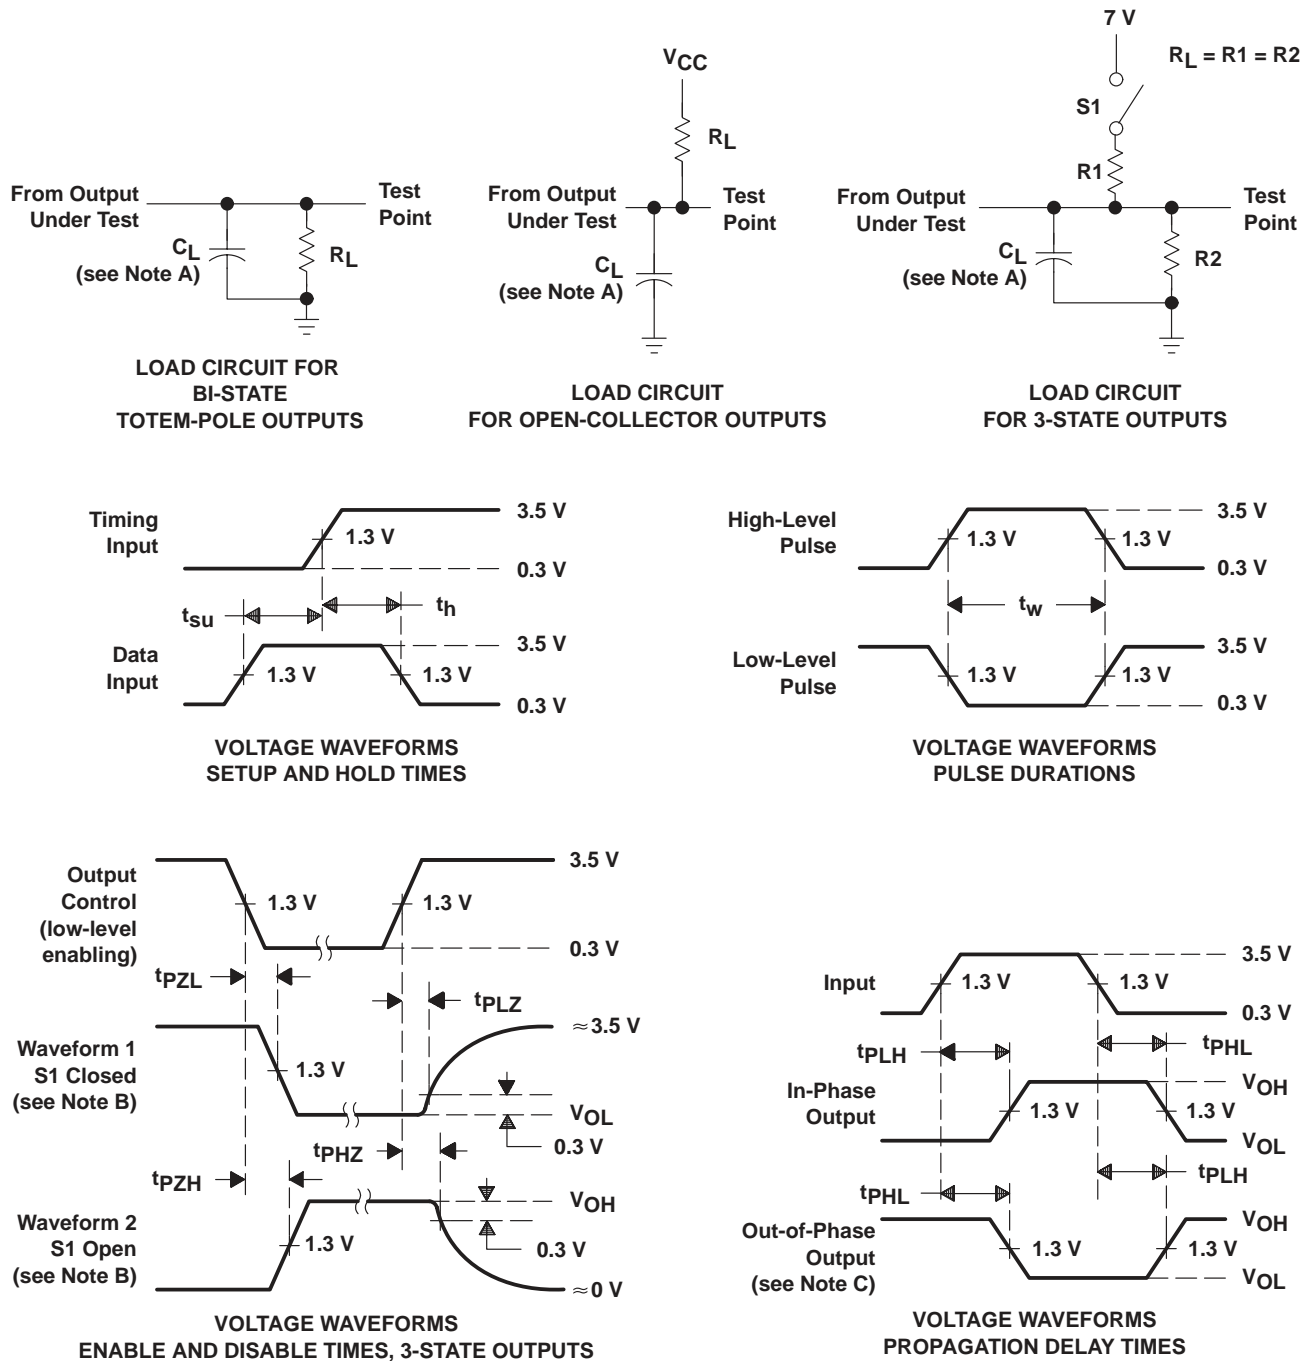 7 V
RL = R1 = R2
S1
R1
From Output
Under Test
Test
Point
CL
(see Note A)
RL
LOAD CIRCUIT FOR
BI-STATE
TOTEM-POLE OUTPUTS
VCC
RL
From Output
Under Test
Test
Point
CL
(see Note A)
LOAD CIRCUIT
FOR OPEN-COLLECTOR OUTPUTS
From Output
Under Test
Test
Point
CL
(see Note A)
R2
LOAD CIRCUIT
FOR 3-STATE OUTPUTS
Timing
Input
1.3 V
3.5 V
0.3 V
tsu
th
Data
Input
1.3 V
1.3 V
3.5 V
0.3 V
VOLTAGE WAVEFORMS
SETUP AND HOLD TIMES
High-Level
Pulse
1.3 V
1.3 V
3.5 V
0.3 V
tw
Low-Level
Pulse
1.3 V
1.3 V
3.5 V
0.3 V
VOLTAGE WAVEFORMS
PULSE DURATIONS
Output
Control
(low-level
enabling)
1.3 V
1.3 V
3.5 V
0.3 V
tPZL
tPLZ
Waveform 1
S1 Closed
(see Note B)
1.3 V
≈3.5 V
VOL
0.3 V
tPHZ
tPZH
Waveform 2
S1 Open
(see Note B)
1.3 V
VOH
0.3 V
≈0 V
VOLTAGE WAVEFORMS
ENABLE AND DISABLE TIMES, 3-STATE OUTPUTS
Input
1.3 V
1.3 V
3.5 V
0.3 V
tPLH
tPHL
In-Phase
Output
1.3 V
1.3 V
VOH
VOL
tPHL
tPLH
Out-of-Phase
Output
(see Note C)
1.3 V
1.3 V
VOH
VOL
VOLTAGE WAVEFORMS
PROPAGATION DELAY TIMES